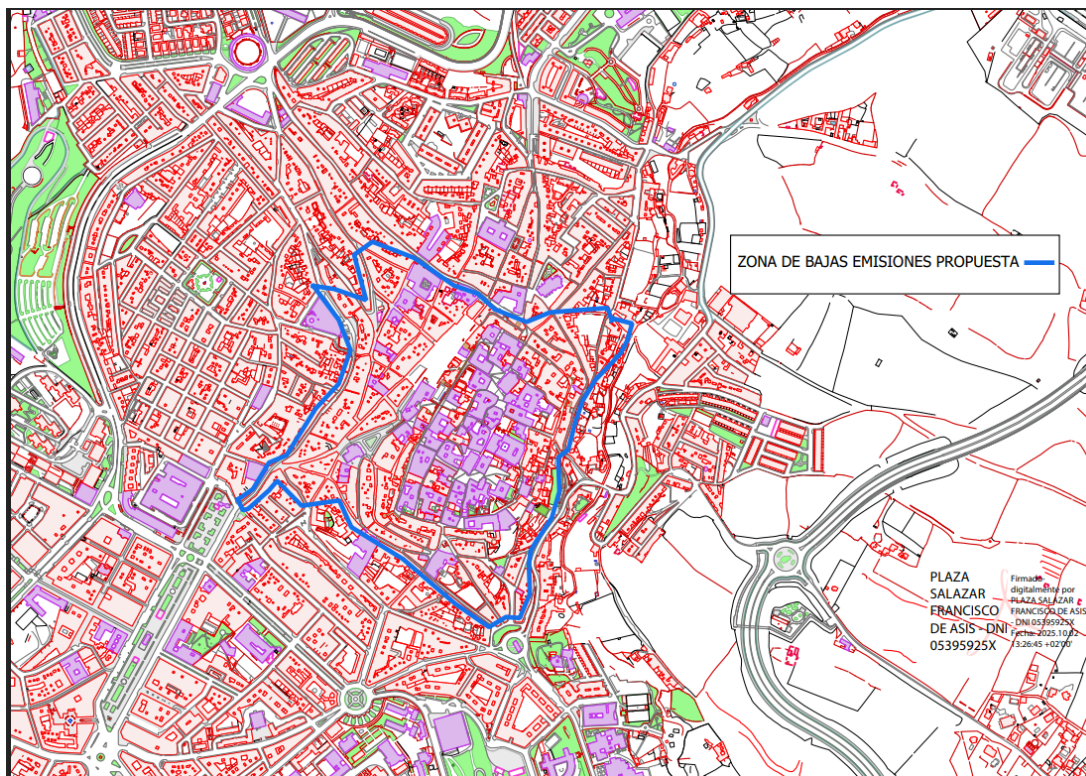 ZONA DE BAJAS EMISIONES PROPUESTA
PLAZA
SALAZAR
FRANCISCO
DE ASIS - DNI
05395925X
Firmado
digitalmente por
PLAZA SALAZAR
FRANCISCO DE ASIS
- DNI 05395925X
Fecha: 2025.10.02
13:26:45 +02'00'